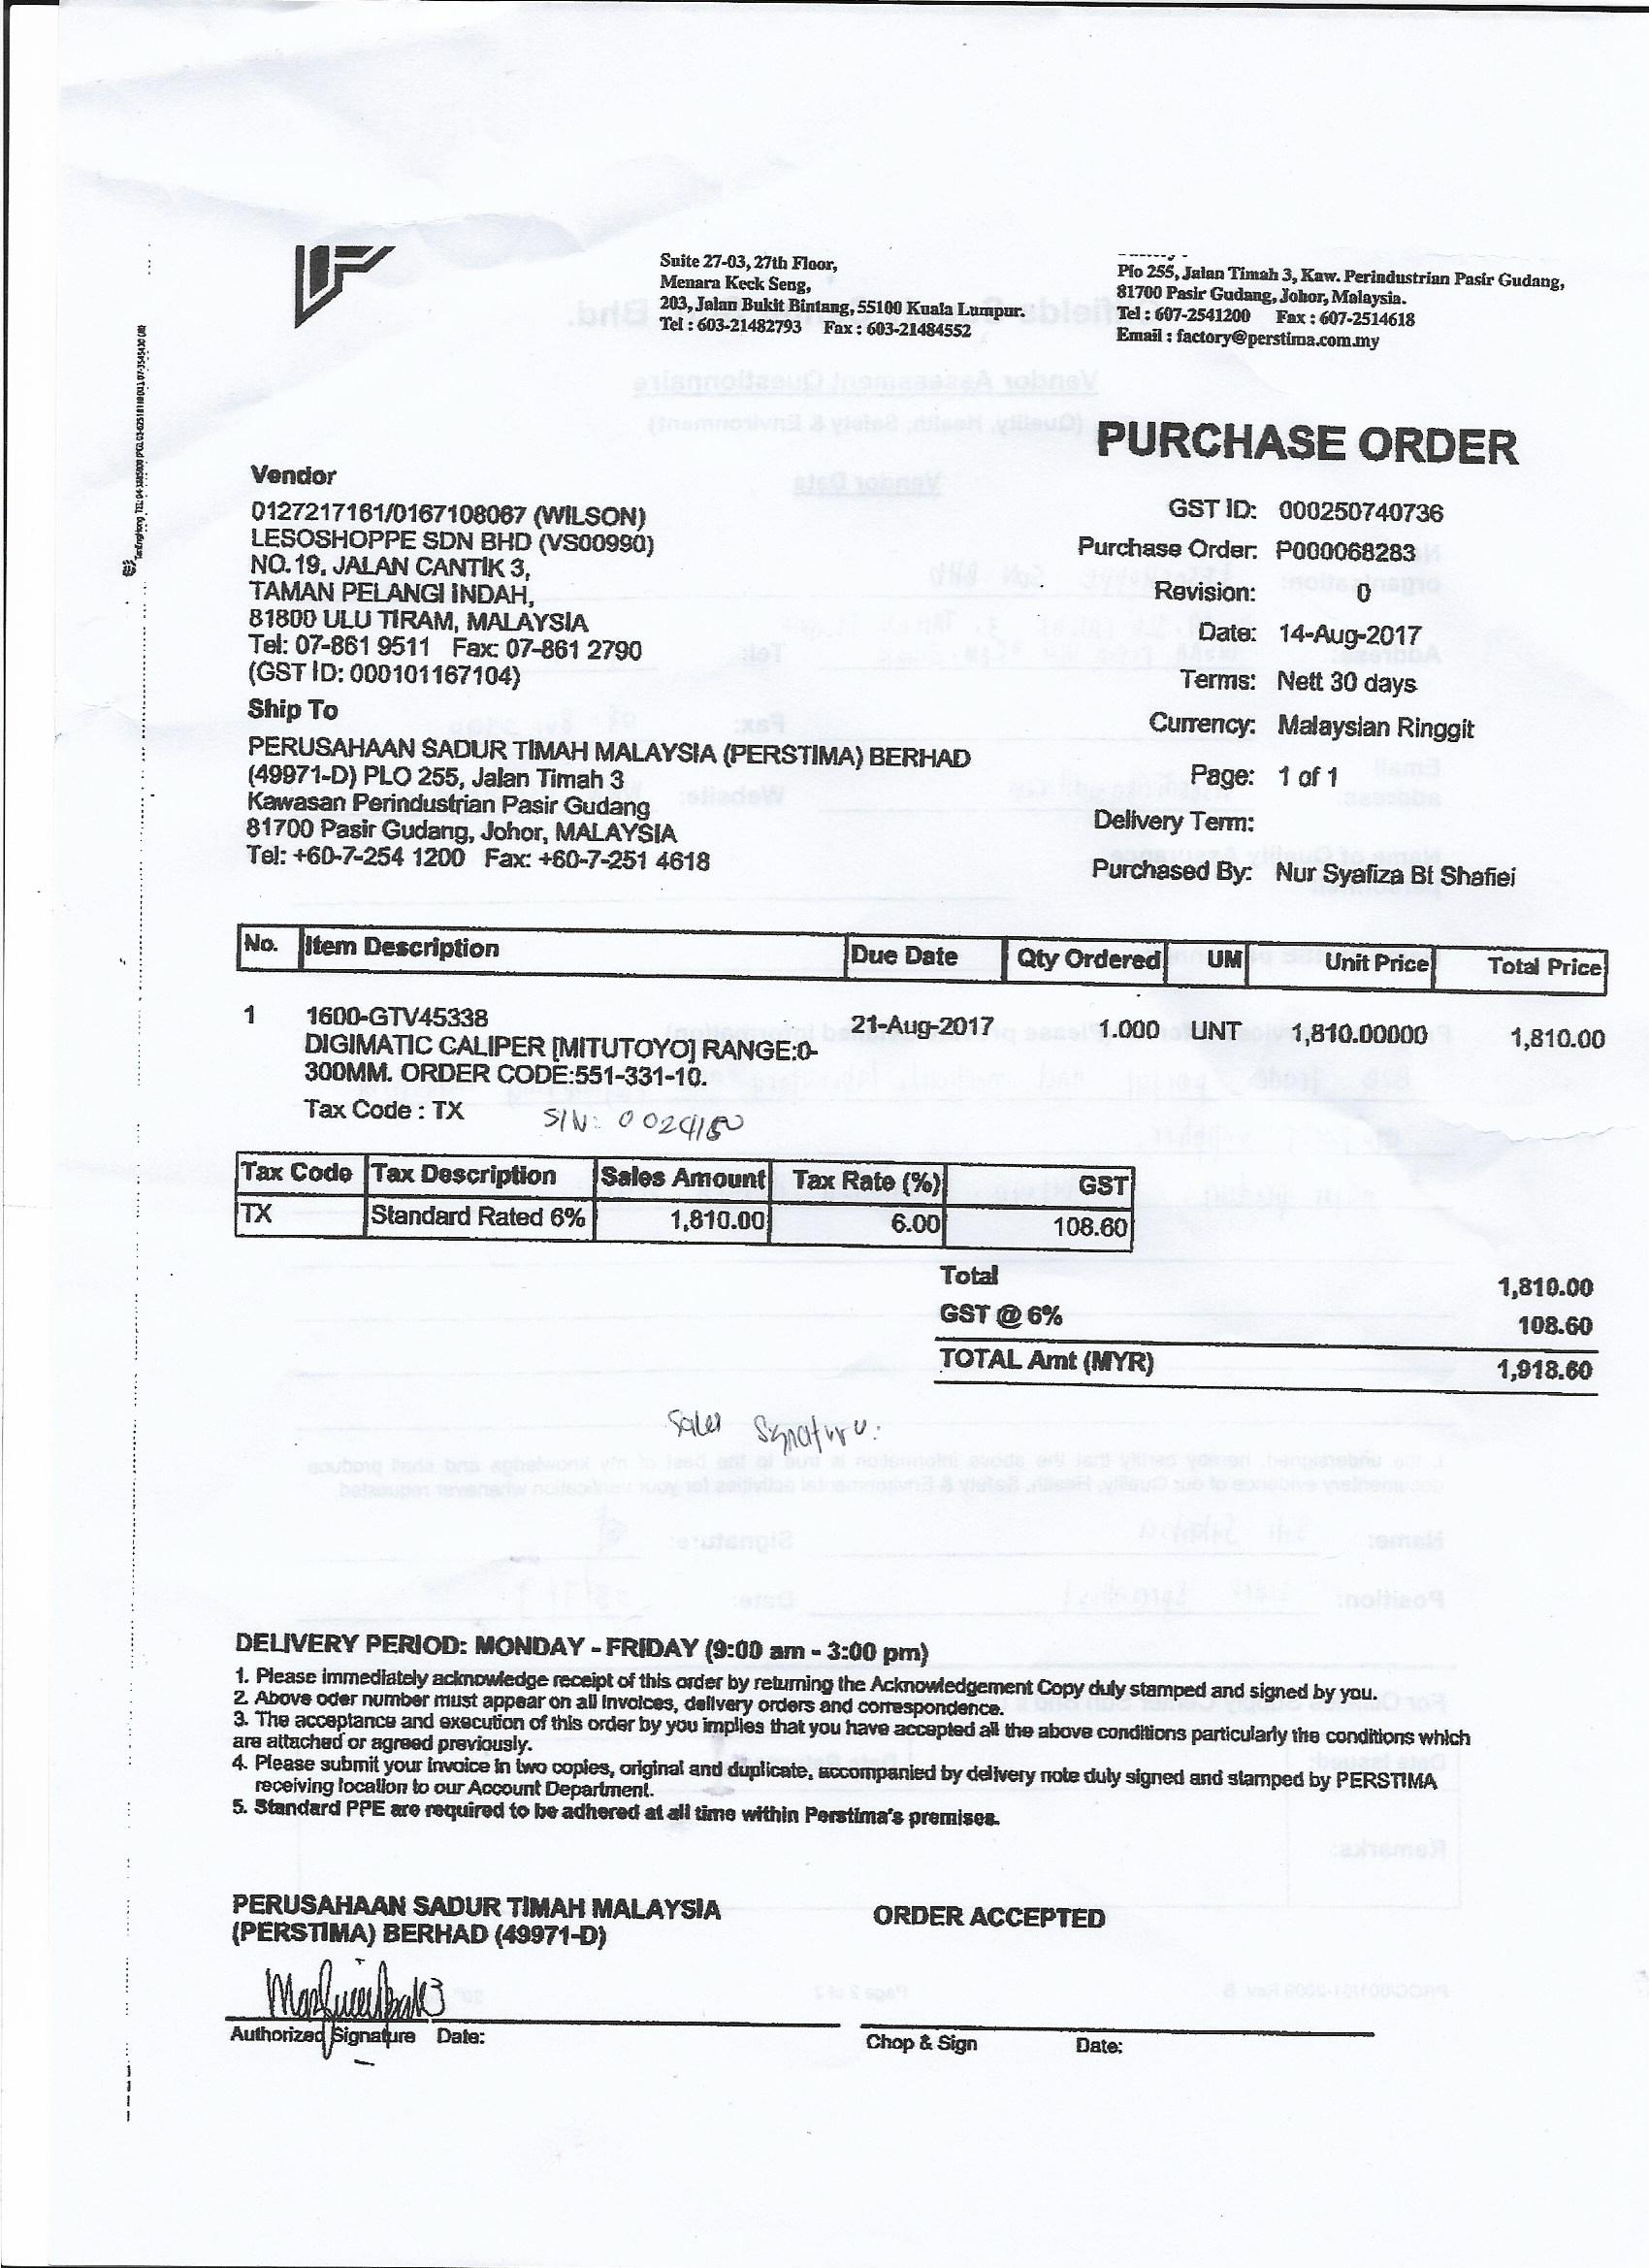 Suite 27-03, 27th Floor,
Menara Keck Seng,
203, Jalan Bukit Bintang, 55100 Kuala Lumpur.
Tel : 603-21482793 Fax : 603-21484552
Plo 255, Jalan Timah 3, Kaw. Perindustrian Pasir Gudang,
81700 Pasir Gudang, Johor, Malaysia.
Tel : 607-2541200 Fax : 607-2514618
Email : factory@perstima.com.my
PURCHASE ORDER
Vendor
0127217161/0167108067 (WILSON)
LESOSHOPPE SDN BHD (VS00990)
NO.19, JALAN CANTIK 3,
TAMAN PELANGI INDAH,
81800 ULU TIRAM, MALAYSIA
Tel: 07-861 9511 Fax: 07-861 2790
(GST ID: 000101167104)
Ship To
PERUSAHAAN SADUR TIMAH MALAYSIA (PERSTIMA) BERHAD
(49971-D) PLO 255, Jalan Timah 3
Kawasan Perindustrian Pasir Gudang
81700 Pasir Gudang, Johor, MALAYSIA
Tel: +60-7-254 1200 Fax: +60-7-251 4618
GST ID: 000250740736
Purchase Order: P000068283
Revision: 0
Date: 14-Aug-2017
Terms: Nett 30 days
Currency: Malaysian Ringgit
Page: 1 of 1
Delivery Term:
Purchased By: Nur Syafiza Bt Shafiei
No. Item Description Due Date Qty Ordered UM Unit Price Total Price
1 1600-GTV45338 21-Aug-2017 1.000 UNT 1,810.00000 1,810.00
DIGIMATIC CALIPER [MITUTOYO] RANGE:0-
300MM. ORDER CODE:551-331-10.
Tax Code : TX
S/N:
Tax Code Tax Description Sales Amount Tax Rate (%) GST
TX Standard Rated 6% 1,810.00 6.00 108.60
Total 1,810.00
GST @ 6% 108.60
TOTAL Amt (MYR) 1,918.60
Sales Signature:
DELIVERY PERIOD: MONDAY - FRIDAY (9:00 am - 3:00 pm)
1. Please immediately acknowledge receipt of this order by returning the Acknowledgement Copy duly stamped and signed by you.
2. Above oder number must appear on all invoices, delivery orders and correspondence.
3. The acceptance and execution of this order by you implies that you have accepted all the above conditions particularly the conditions which
are attached or agreed previously.
4. Please submit your invoice in two copies, original and duplicate, accompanied by delivery note duly signed and stamped by PERSTIMA
receiving location to our Account Department.
5. Standard PPE are required to be adhered at all time within Perstima's premises.
PERUSAHAAN SADUR TIMAH MALAYSIA
(PERSTIMA) BERHAD (49971-D)
ORDER ACCEPTED
Authorized Signature Date:
Chop & Sign Date: